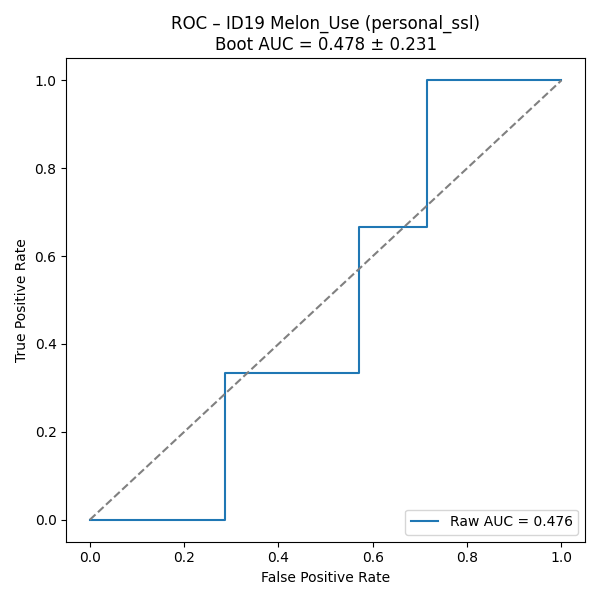 ROC – ID19 Melon_Use (personal_ssl)
Boot AUC = 0.478 ± 0.231
1.0
0.8
0.6
0.4
0.2
0.0
True Positive Rate
Raw AUC = 0.476
0.0 0.2 0.4 0.6 0.8 1.0
False Positive Rate